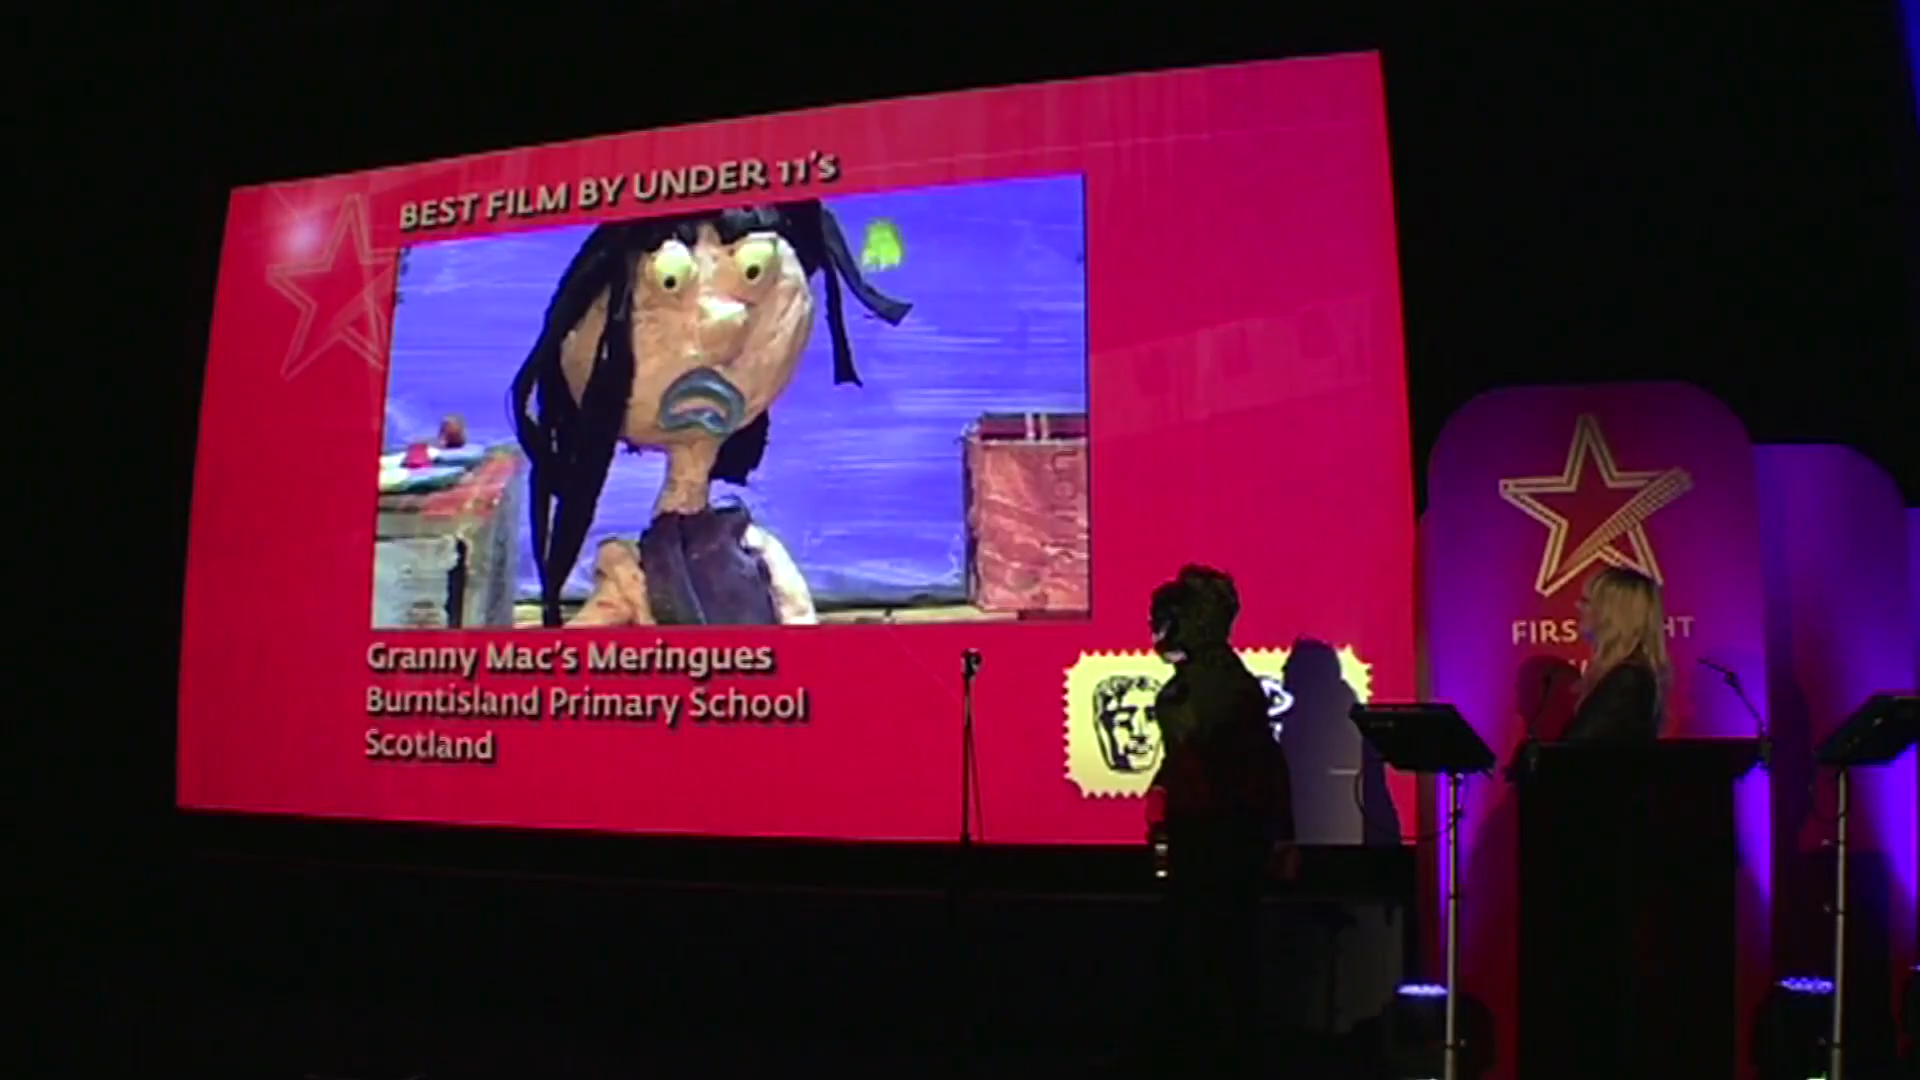 BEST FILM BY UNDER 11's
Granny Mac's Meringues
Burntisland Primary School
Scotland